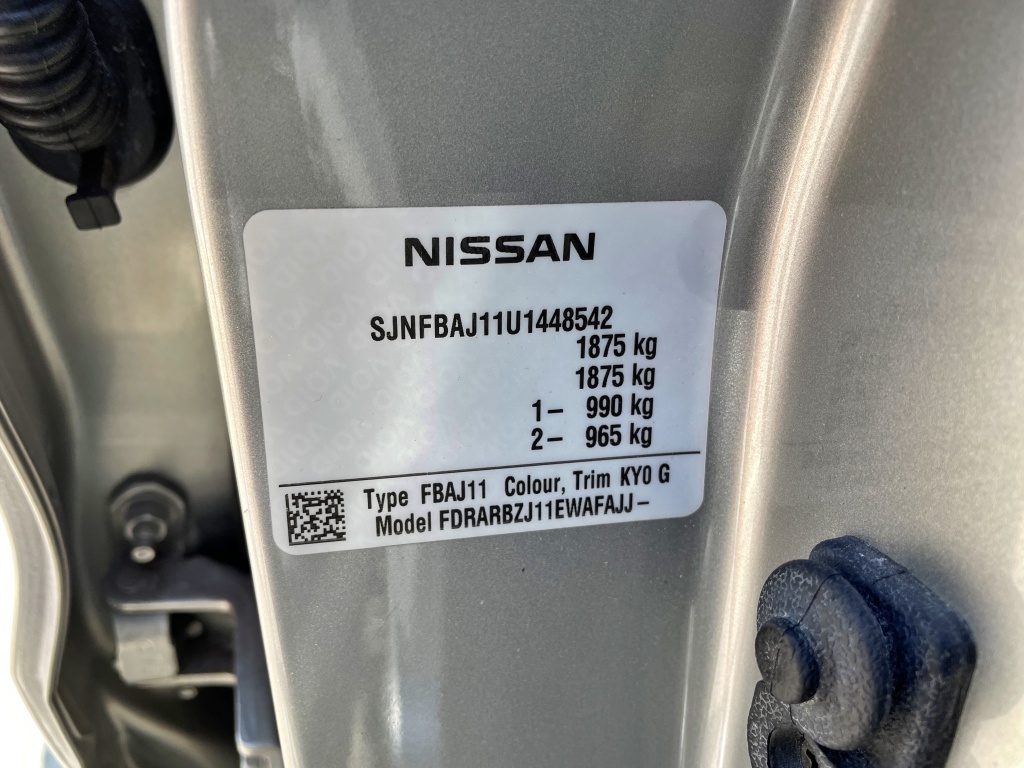 NISSAN
SJNFBAJ11U1448542
1875 kg
1875 kg
1– 990 kg
2– 965 kg
Type FBAJ11 Colour, Trim KY0 G
Model FDRARBZJ11EWAFAJJ–